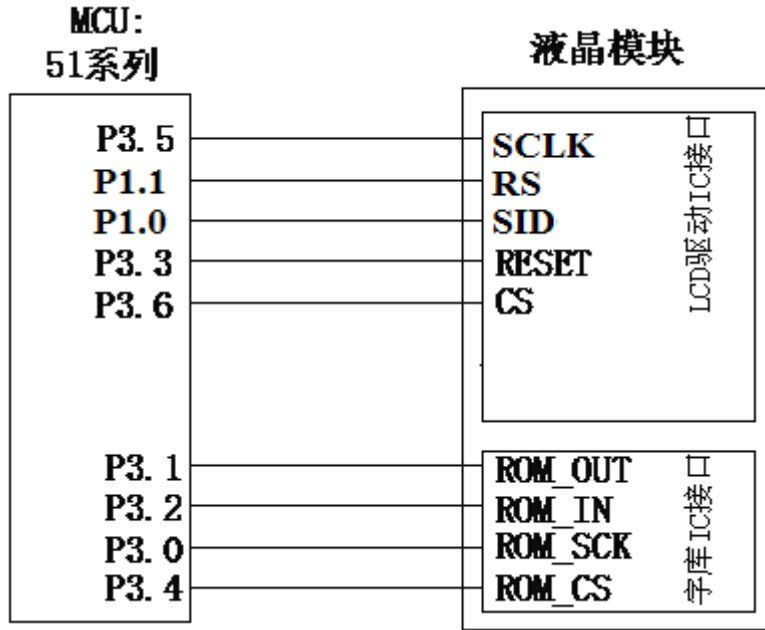 MCU:
51系列
液晶模块
P3.5
SCLK
P1.1
RS
P1.0
SID
P3.3
RESET
P3.6
CS
LCD驱动IC接口
P3.1
ROM_OUT
P3.2
ROM_IN
P3.0
ROM_SCK
P3.4
ROM_CS
字库IC接口